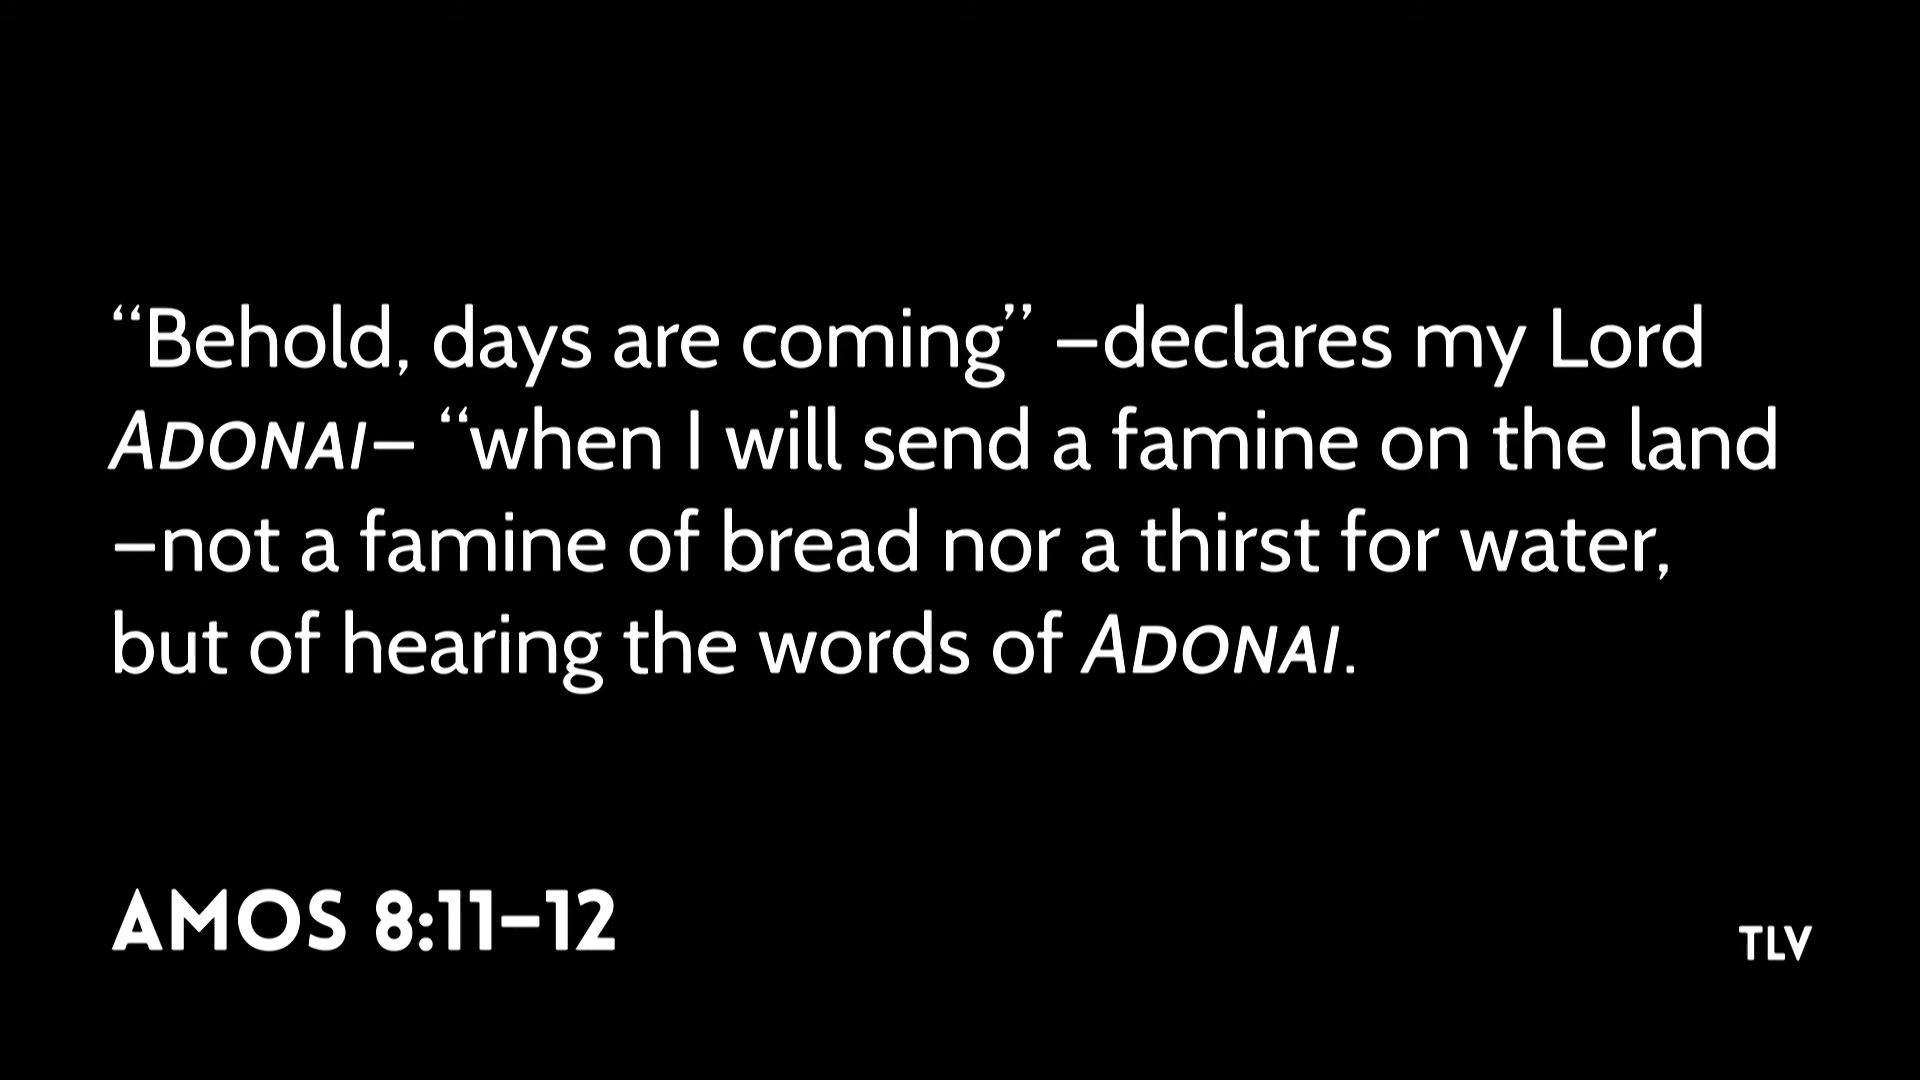 “Behold, days are coming” –declares my Lord
ADONAI– “when I will send a famine on the land
–not a famine of bread nor a thirst for water,
but of hearing the words of ADONAI.
AMOS 8:11–12
TLV